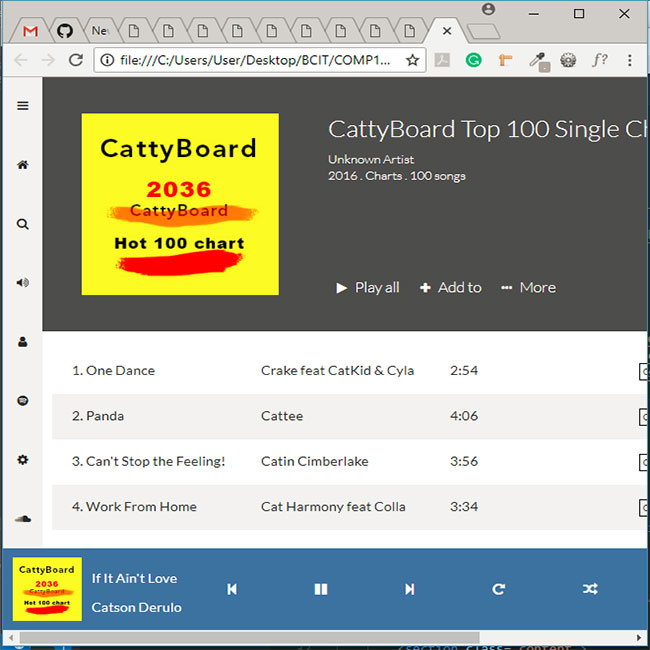 Ne
file:///C:/Users/User/Desktop/BCIT/COMP1...
f?
CattyBoard
2036
CattyBoard
Hot 100 chart
CattyBoard Top 100 Single Ch
Unknown Artist
2016 . Charts . 100 songs
Play all
Add to
More
1. One Dance Crake feat CatKid & Cyla 2:54
2. Panda Cattee 4:06
3. Can't Stop the Feeling! Catin Cimberlake 3:56
4. Work From Home Cat Harmony feat Colla 3:34
CattyBoard
2036
CattyBoard
Hot 100 chart
If It Ain't Love
Catson Derulo